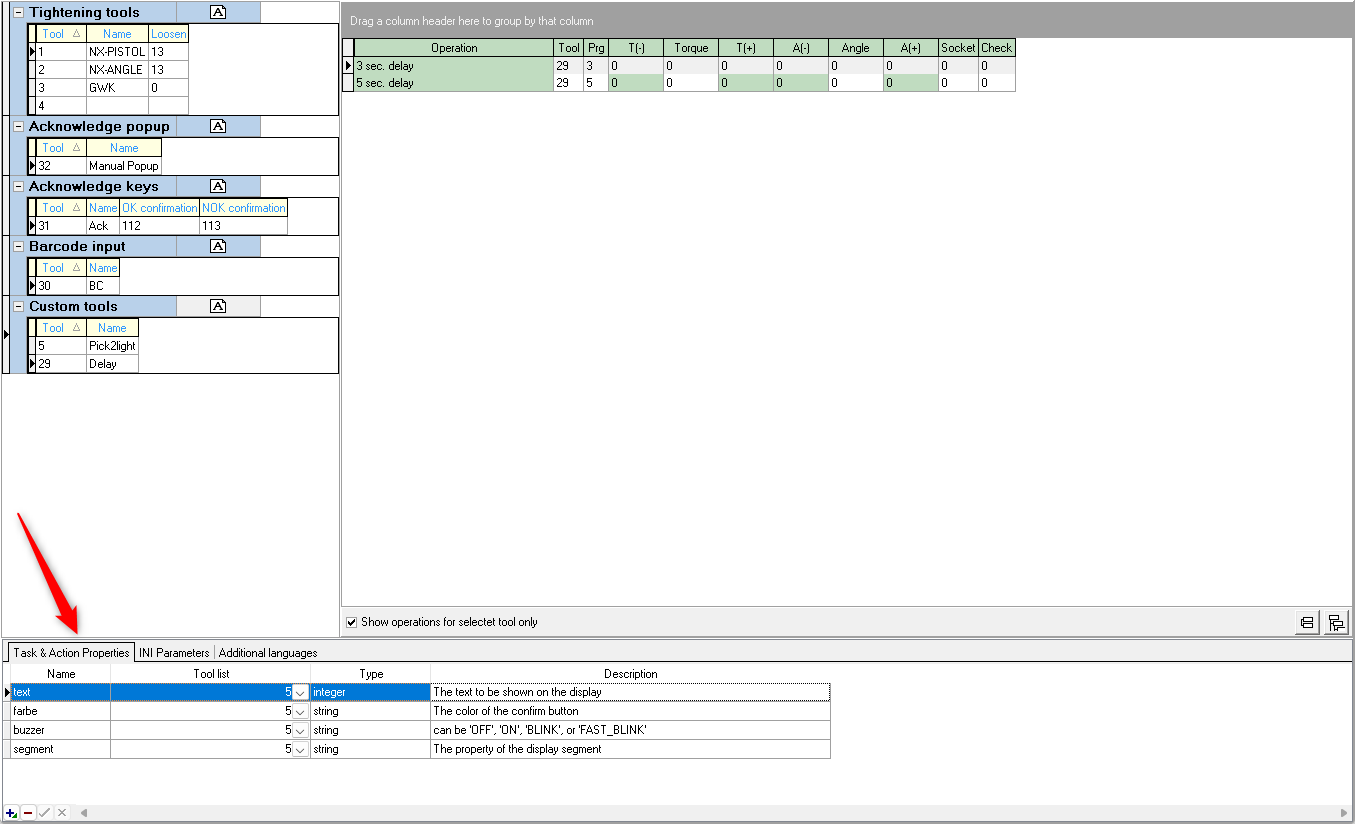 Tightening tools A
Tool Name Loosen
1 NX-PISTOL 13
2 NX-ANGLE 13
3 GWK 0
4
Acknowledge popup A
Tool Name
32 Manual Popup
Acknowledge keys A
Tool Name OK confirmation NOK confirmation
31 Ack 112 113
Barcode input A
Tool Name
30 BC
Custom tools A
Tool Name
5 Pick2light
29 Delay
Drag a column header here to group by that column
Operation Tool Prg T(-) Torque T(+) A(-) Angle A(+) Socket Check
3 sec. delay 29 3 0 0 0 0 0 0 0 0
5 sec. delay 29 5 0 0 0 0 0 0 0 0
Show operations for selectet tool only
Task & Action Properties INI Parameters Additional languages
Name Tool list Type Description
text 5 integer The text to be shown on the display
farbe 5 string The color of the confirm button
buzzer 5 string can be 'OFF', 'ON', 'BLINK', or 'FAST_BLINK'
segment 5 string The property of the display segment